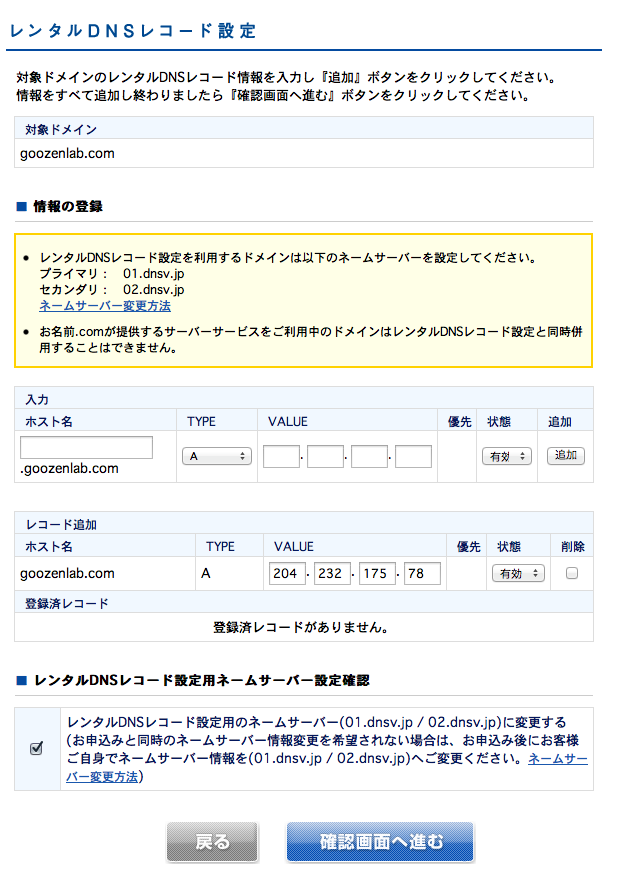 レンタルDNSレコード設定
対象ドメインのレンタルDNSレコード情報を入力し『追加』ボタンをクリックしてください。
情報をすべて追加し終わりましたら『確認画面へ進む』ボタンをクリックしてください。
対象ドメイン
goozenlab.com
■ 情報の登録
• レンタルDNSレコード設定を利用するドメインは以下のネームサーバーを設定してください。
プライマリ： 01.dnsv.jp
セカンダリ： 02.dnsv.jp
ネームサーバー変更方法
• お名前.comが提供するサーバーサービスをご利用中のドメインはレンタルDNSレコード設定と同時併
用することはできません。
入力
ホスト名 TYPE VALUE 優先 状態 追加
A . . . 有効 追加
.goozenlab.com
レコード追加
ホスト名 TYPE VALUE 優先 状態 削除
goozenlab.com A 204 . 232 . 175 . 78 有効
登録済レコード
登録済レコードがありません。
■ レンタルDNSレコード設定用ネームサーバー設定確認
レンタルDNSレコード設定用のネームサーバー(01.dnsv.jp / 02.dnsv.jp)に変更する
(お申込みと同時のネームサーバー情報変更を希望されない場合は、お申込み後にお客様
ご自身でネームサーバー情報を(01.dnsv.jp / 02.dnsv.jp)へご変更ください。ネームサー
バー変更方法)
戻る 確認画面へ進む